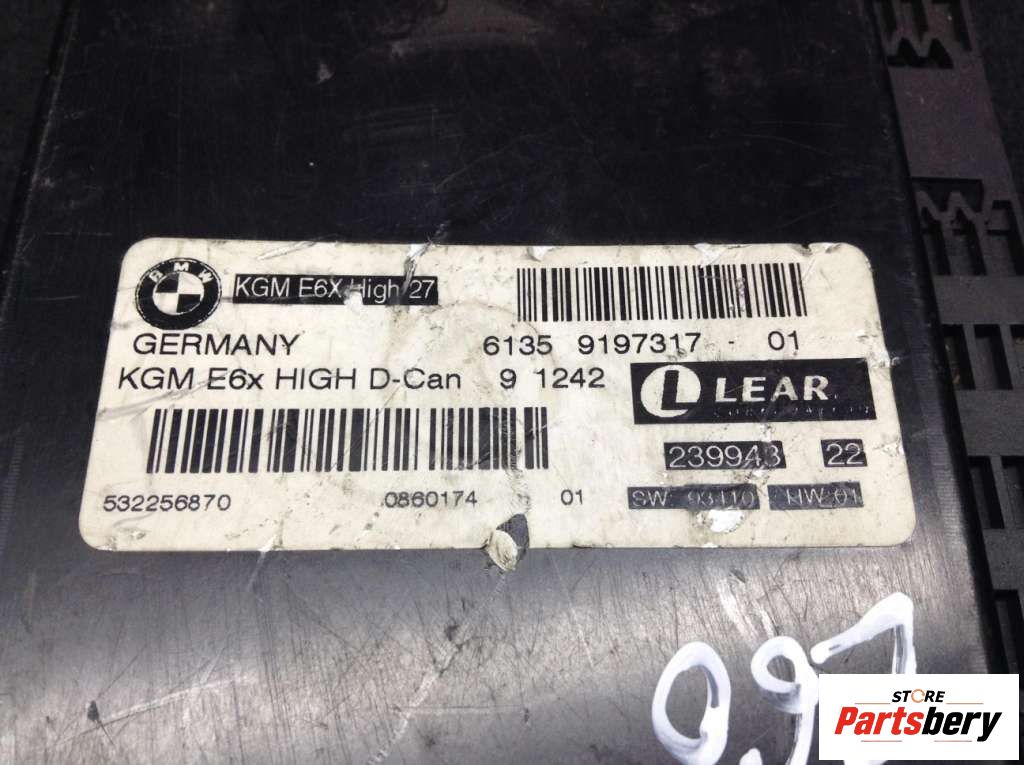 BMW KGM E6X High 27
GERMANY 6135 9197317 - 01
KGM E6x HIGH D-Can 9 1242 L LEAR
CORPORATION
239943 22
532256870 0860174 01 SW 93110 HW 01
STORE
Partsbery